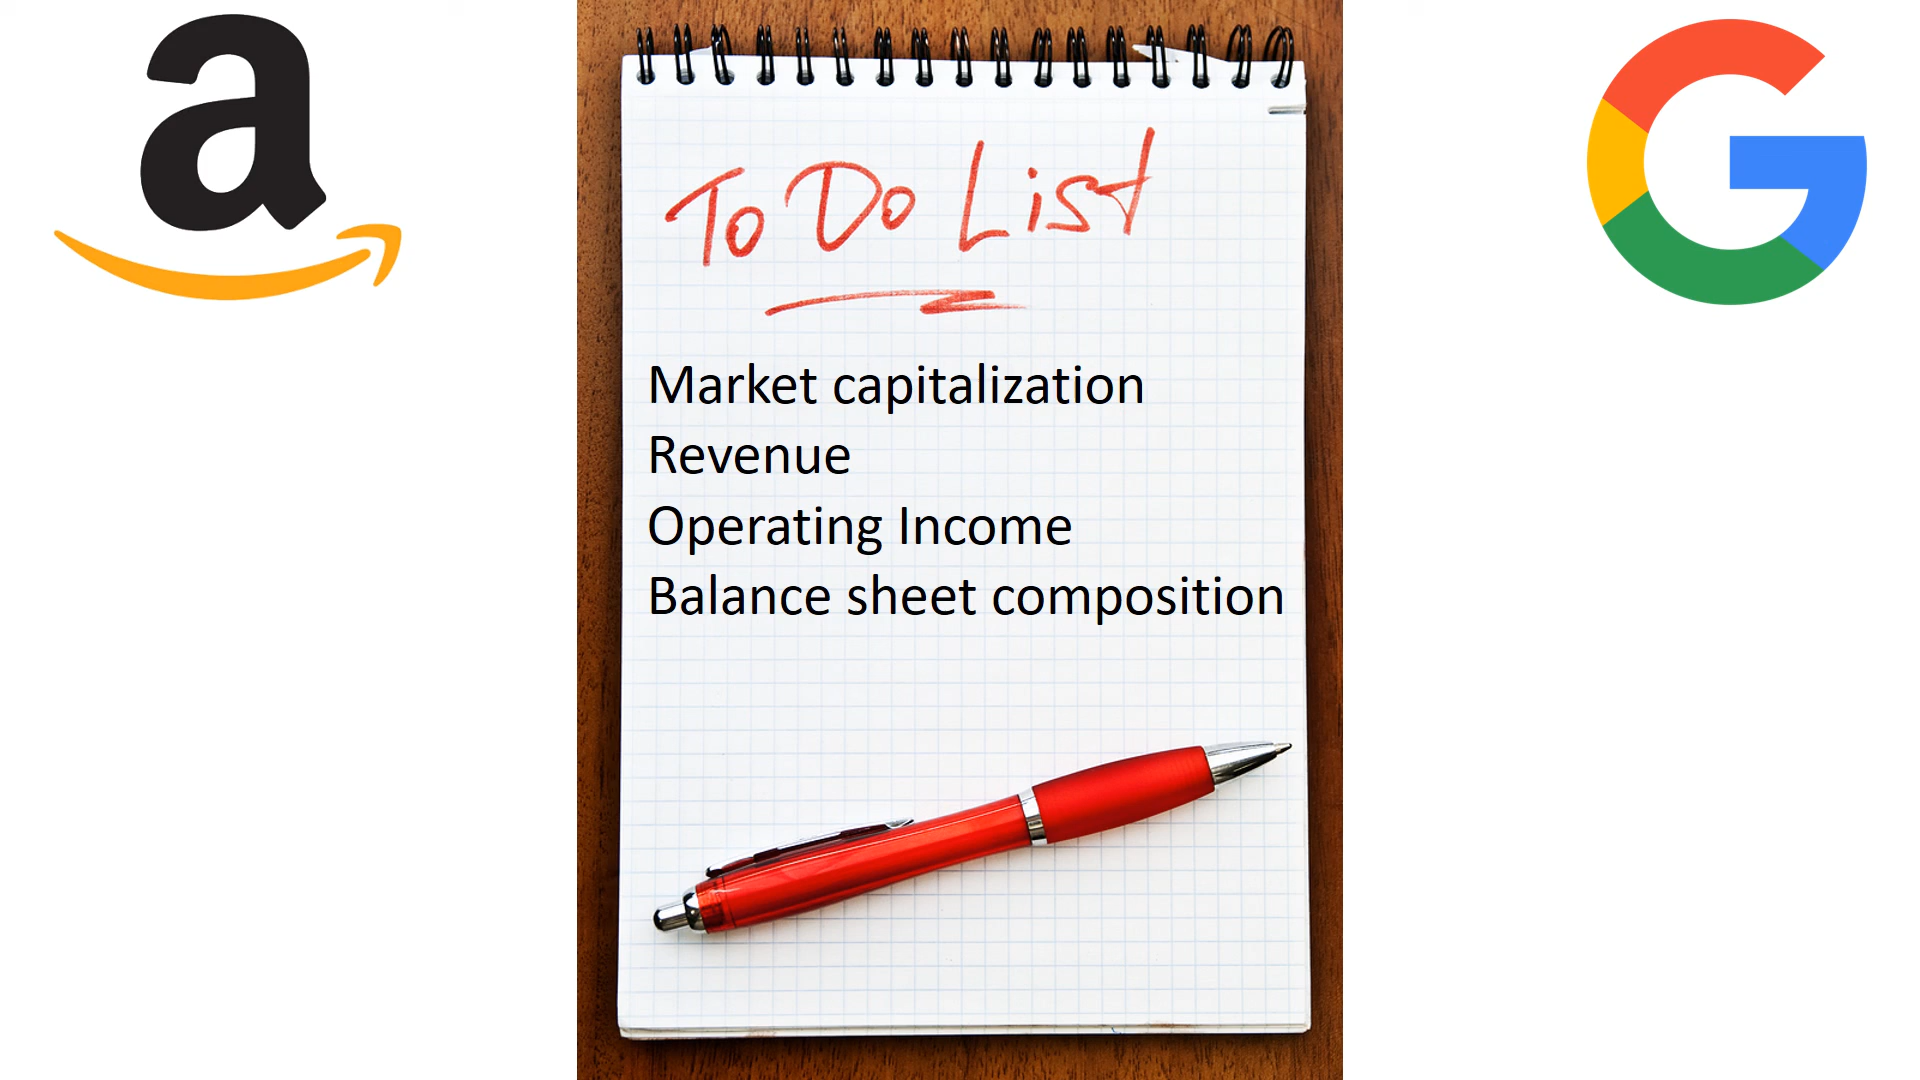 a
G
To Do List
Market capitalization
Revenue
Operating Income
Balance sheet composition